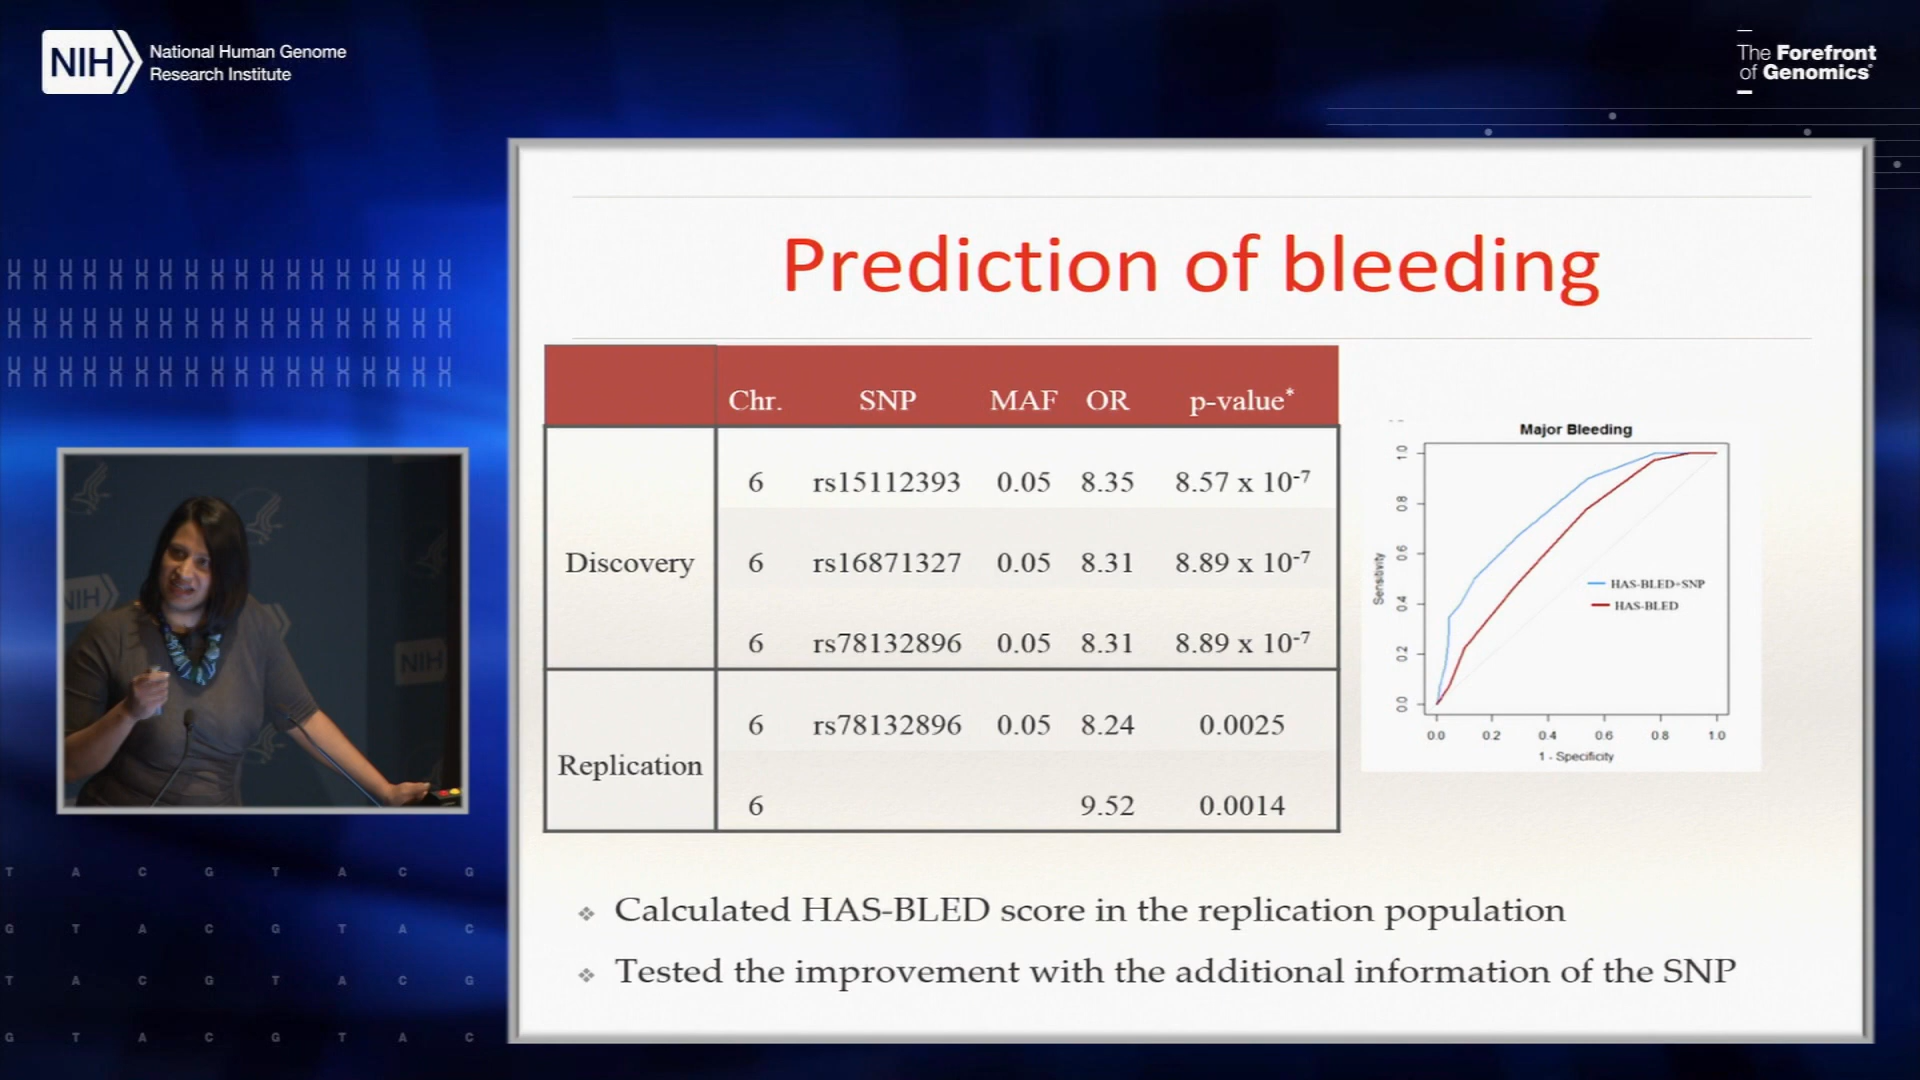 NIH
National Human Genome
Research Institute
The Forefront
of Genomics®
Prediction of bleeding
Chr. SNP MAF OR p-value*
Discovery
6 rs15112393 0.05 8.35 8.57 x 10-7
6 rs16871327 0.05 8.31 8.89 x 10-7
6 rs78132896 0.05 8.31 8.89 x 10-7
Replication
6 rs78132896 0.05 8.24 0.0025
6 9.52 0.0014
Major Bleeding
Sensitivity
1.0
0.8
0.6
0.4
0.2
0.0
HAS-BLED+SNP
HAS-BLED
0.0 0.2 0.4 0.6 0.8 1.0
1 - Specificity
❖ Calculated HAS-BLED score in the replication population
❖ Tested the improvement with the additional information of the SNP
NIH
NIH
T A C G T A C G
G T A C G T A C
T A C G T A C G
G T A C G T A C